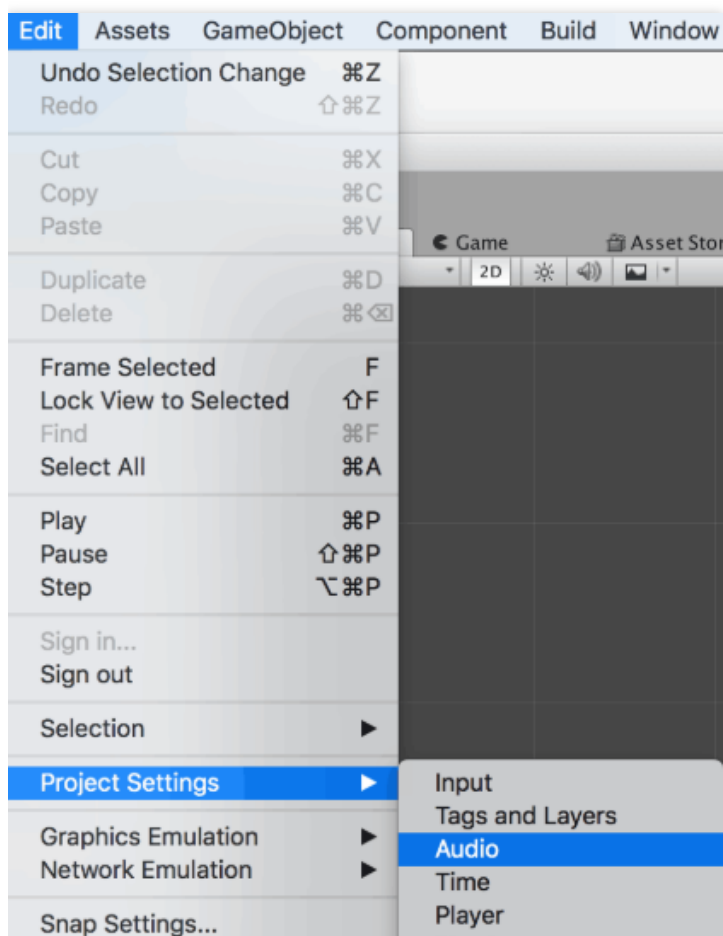 Edit Assets GameObject Component Build Window
Undo Selection Change ⌘Z
Redo ⇧⌘Z
Cut ⌘X
Copy ⌘C
Paste ⌘V
Game Asset Stor
Duplicate ⌘D
2D
Delete ⌘⌫
Frame Selected F
Lock View to Selected ⇧F
Find ⌘F
Select All ⌘A
Play ⌘P
Pause ⇧⌘P
Step ⌥⌘P
Sign in...
Sign out
Selection ▶
Project Settings ▶
Graphics Emulation ▶
Network Emulation ▶
Snap Settings...
Input
Tags and Layers
Audio
Time
Player